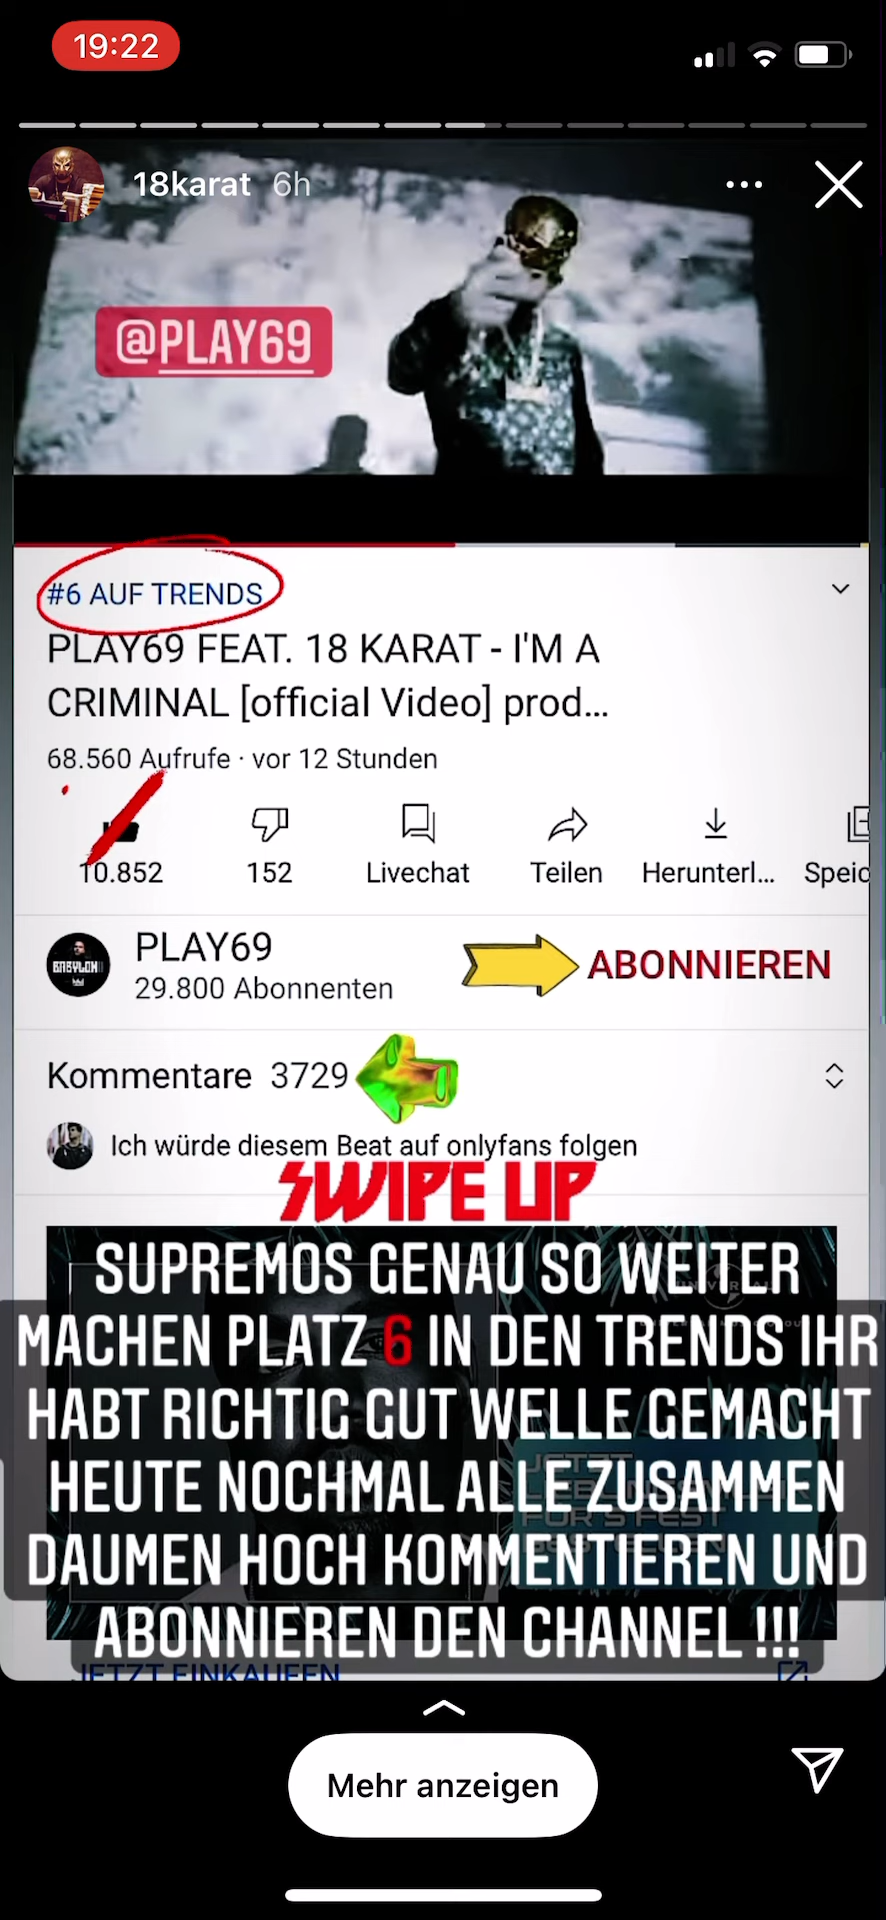 19:22
18karat 6h
@PLAY69
#6 AUF TRENDS
PLAY69 FEAT. 18 KARAT - I'M A
CRIMINAL [official Video] prod...
68.560 Aufrufe · vor 12 Stunden
10.852 152 Livechat Teilen Herunterl... Speic
PLAY69
BABYLON II
29.800 Abonnenten
ABONNIEREN
Kommentare 3729
Ich würde diesem Beat auf onlyfans folgen
SWIPE UP
SUPREMOS GENAU SO WEITER
MACHEN PLATZ 6 IN DEN TRENDS IHR
HABT RICHTIG GUT WELLE GEMACHT
HEUTE NOCHMAL ALLE ZUSAMMEN
DAUMEN HOCH KOMMENTIEREN UND
ABONNIEREN DEN CHANNEL !!!
JETZT EINKAUFEN
Mehr anzeigen